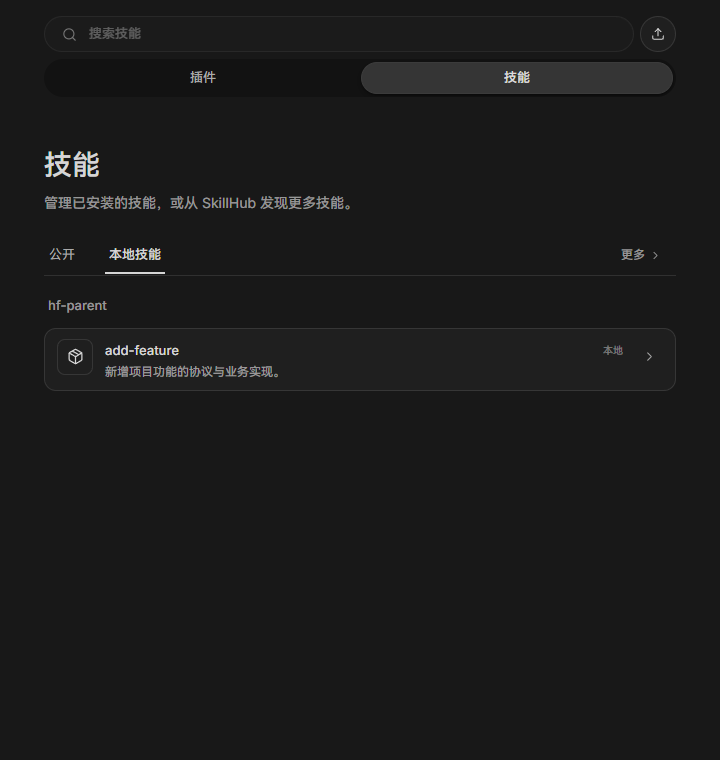 搜索技能
插件
技能
技能
管理已安装的技能，或从 SkillHub 发现更多技能。
公开
本地技能
更多
hf-parent
add-feature
本地
新增项目功能的协议与业务实现。